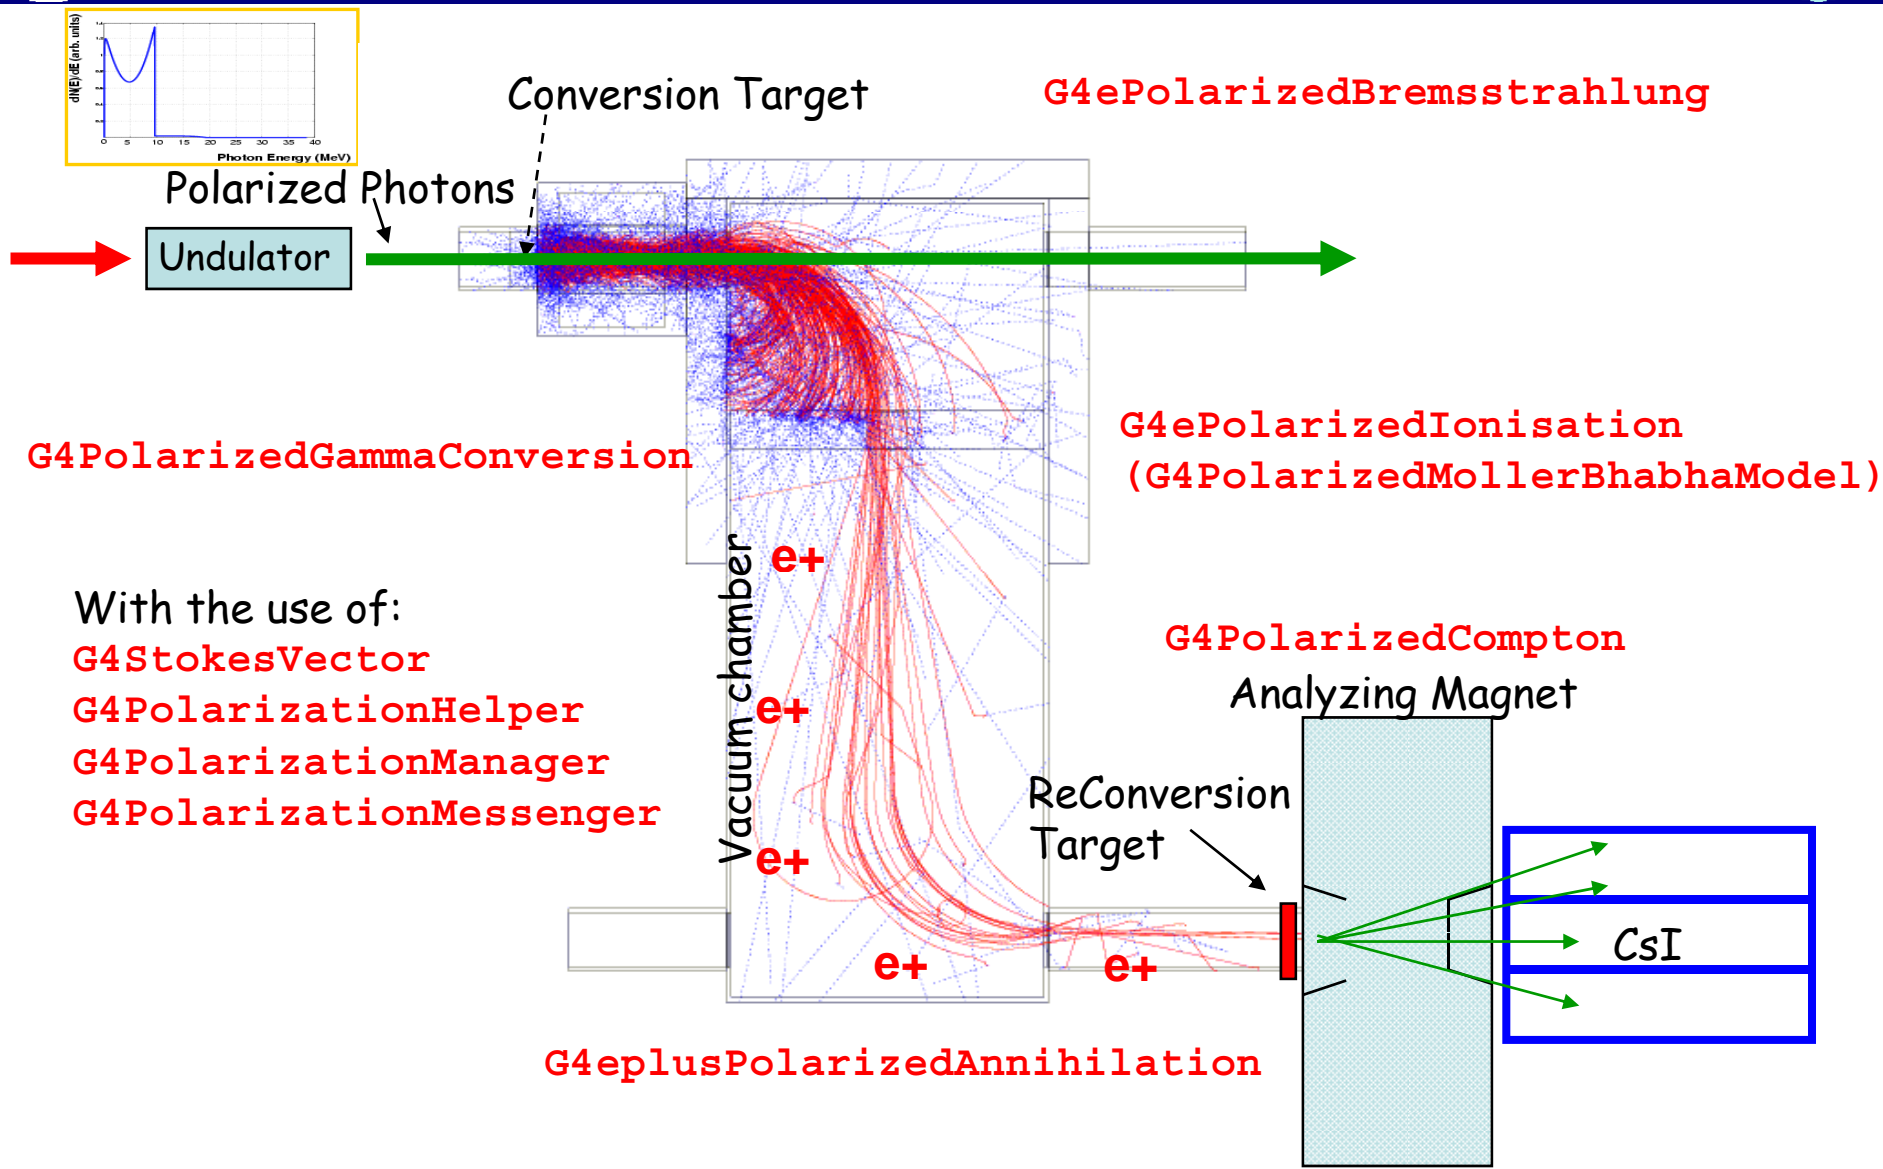 dN(E)/dE (arb. units)
0 5 10 15 20 25 30 35 40
Photon Energy (MeV)
Conversion Target
G4ePolarizedBremsstrahlung
Polarized Photons
Undulator
G4ePolarizedIonisation
(G4PolarizedMollerBhabhaModel)
G4PolarizedGammaConversion
Vacuum chamber
e+
e+
e+
e+
e+
With the use of:
G4StokesVector
G4PolarizationHelper
G4PolarizationManager
G4PolarizationMessenger
G4PolarizedCompton
Analyzing Magnet
ReConversion
Target
CsI
G4eplusPolarizedAnnihilation